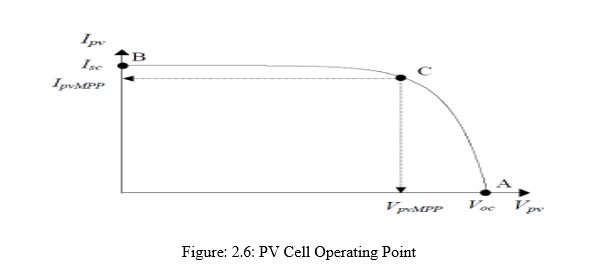 Ipv
B
Isc
C
IpvMPP
A
VpvMPP Voc Vpv
Figure: 2.6: PV Cell Operating Point